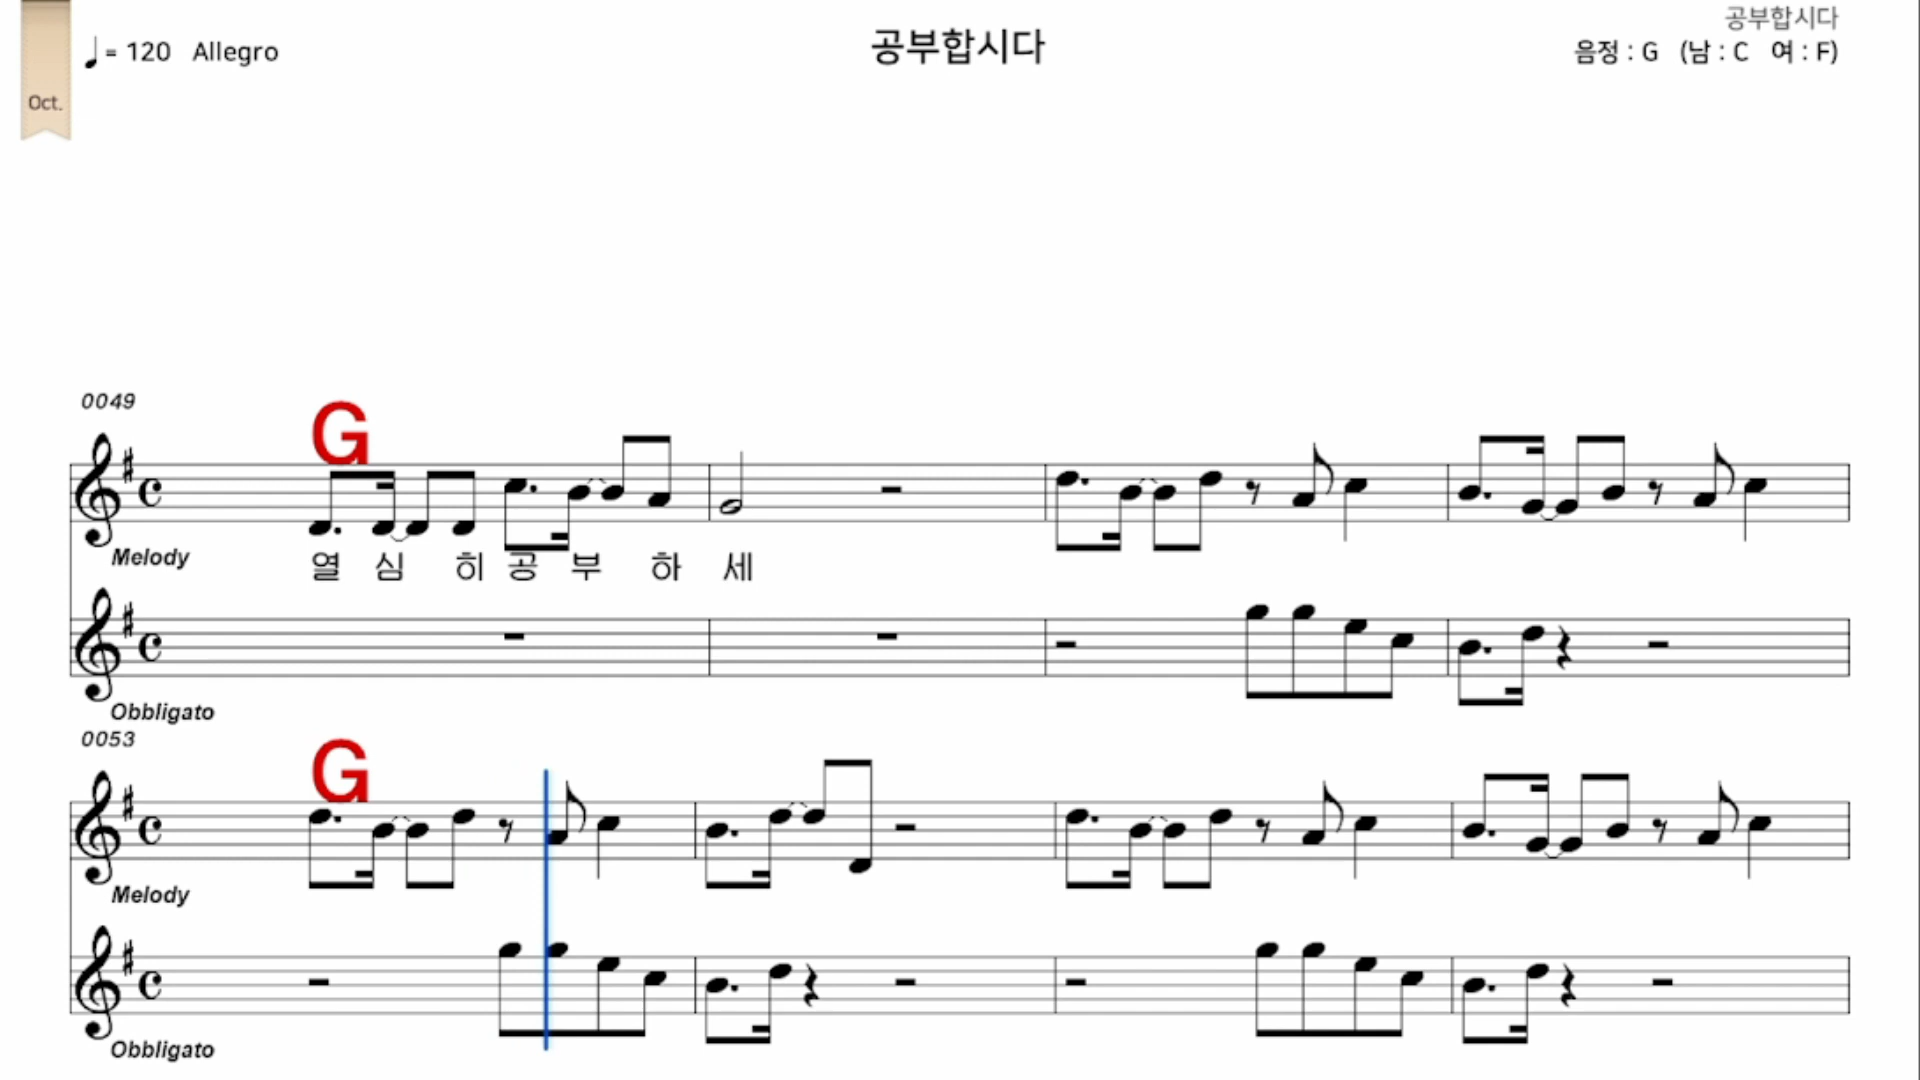 공부합시다
♩ = 120 Allegro
공부합시다
음정 : G (남 : C 여 : F)
Oct.
0049
G
Melody
열 심 히 공 부 하 세
Obbligato
0053
G
Melody
Obbligato